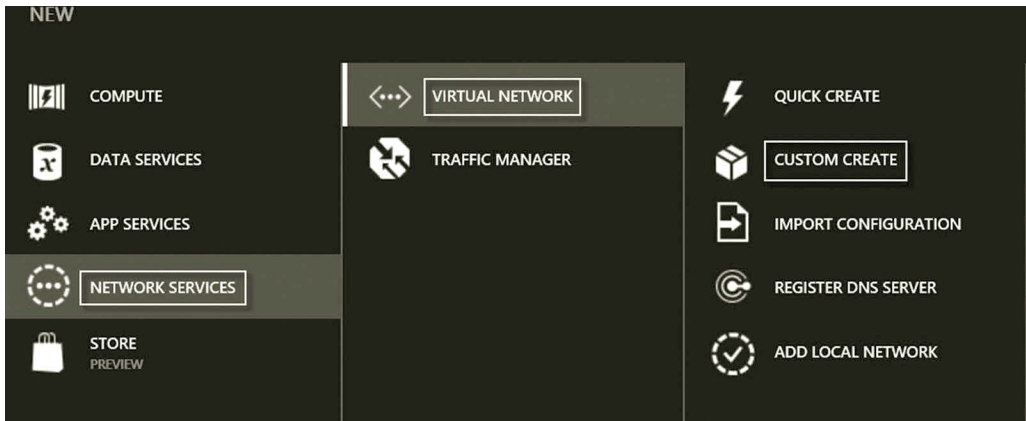 NEW
COMPUTE
DATA SERVICES
APP SERVICES
NETWORK SERVICES
STORE
PREVIEW
VIRTUAL NETWORK
TRAFFIC MANAGER
QUICK CREATE
CUSTOM CREATE
IMPORT CONFIGURATION
REGISTER DNS SERVER
ADD LOCAL NETWORK